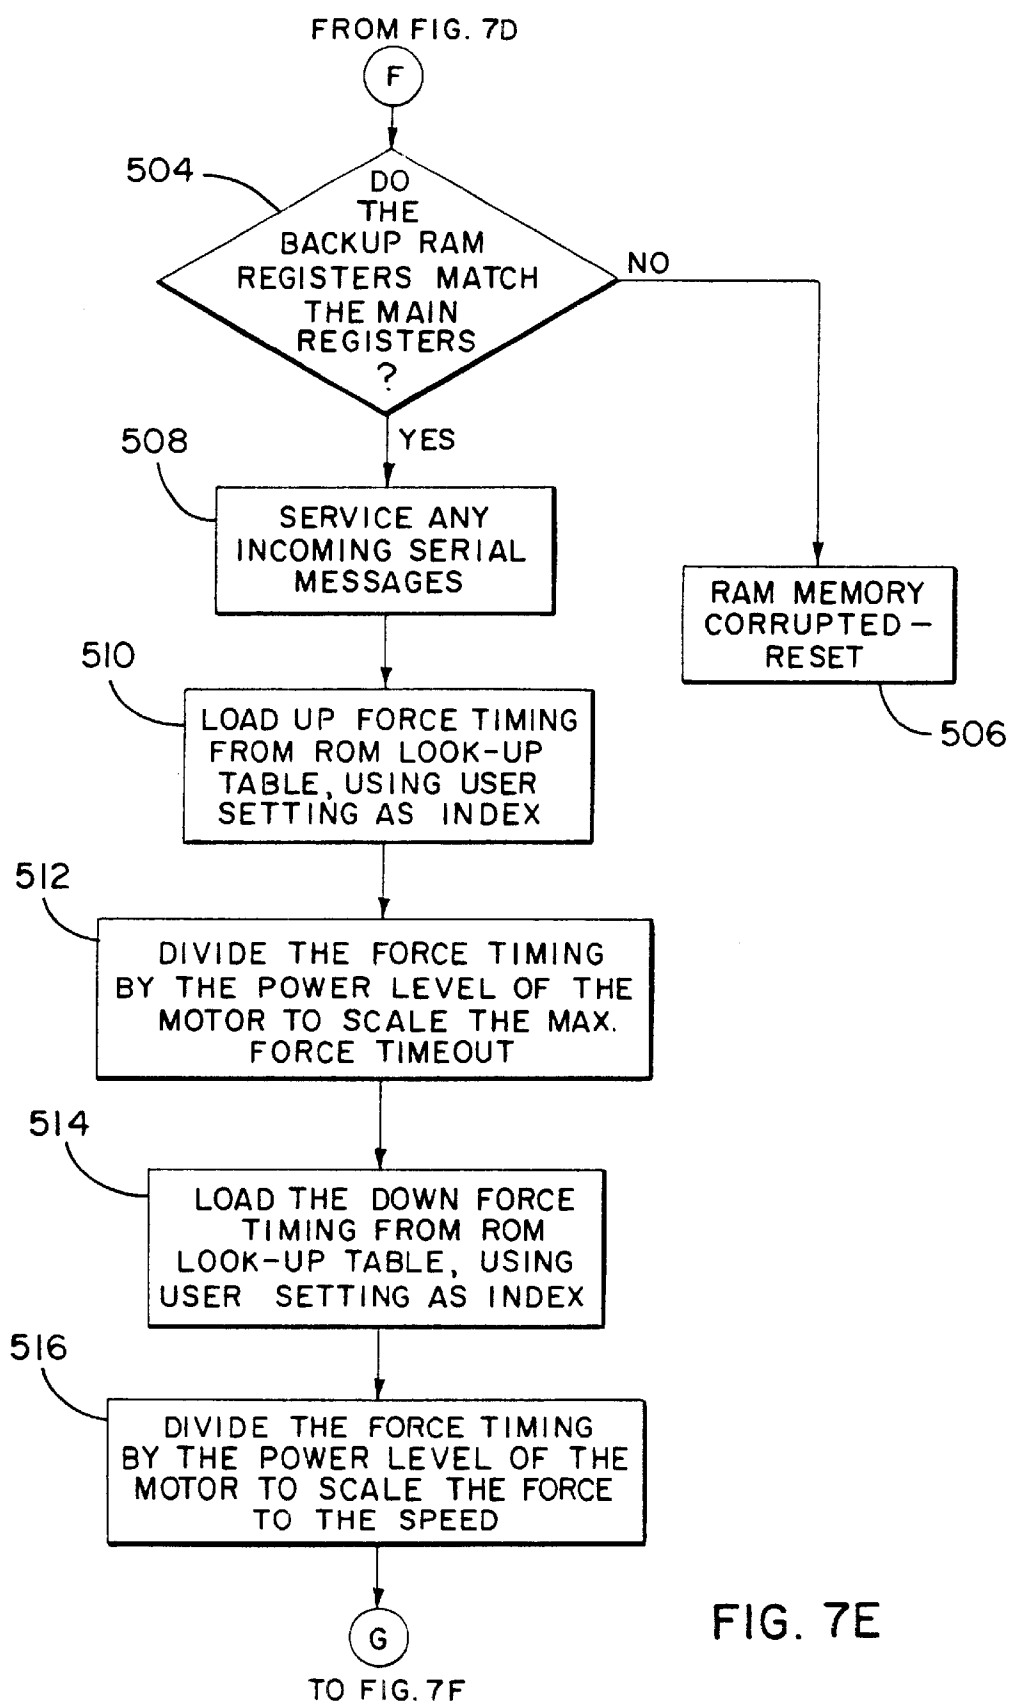 FROM FIG. 7D
F
504
DO
THE
BACKUP RAM
REGISTERS MATCH
THE MAIN
REGISTERS
?
NO
YES
508
SERVICE ANY
INCOMING SERIAL
MESSAGES
RAM MEMORY
CORRUPTED—
RESET
506
510
LOAD UP FORCE TIMING
FROM ROM LOOK-UP
TABLE, USING USER
SETTING AS INDEX
512
DIVIDE THE FORCE TIMING
BY THE POWER LEVEL OF THE
MOTOR TO SCALE THE MAX.
FORCE TIMEOUT
514
LOAD THE DOWN FORCE
TIMING FROM ROM
LOOK-UP TABLE, USING
USER SETTING AS INDEX
516
DIVIDE THE FORCE TIMING
BY THE POWER LEVEL OF THE
MOTOR TO SCALE THE FORCE
TO THE SPEED
G
TO FIG. 7F
FIG. 7E